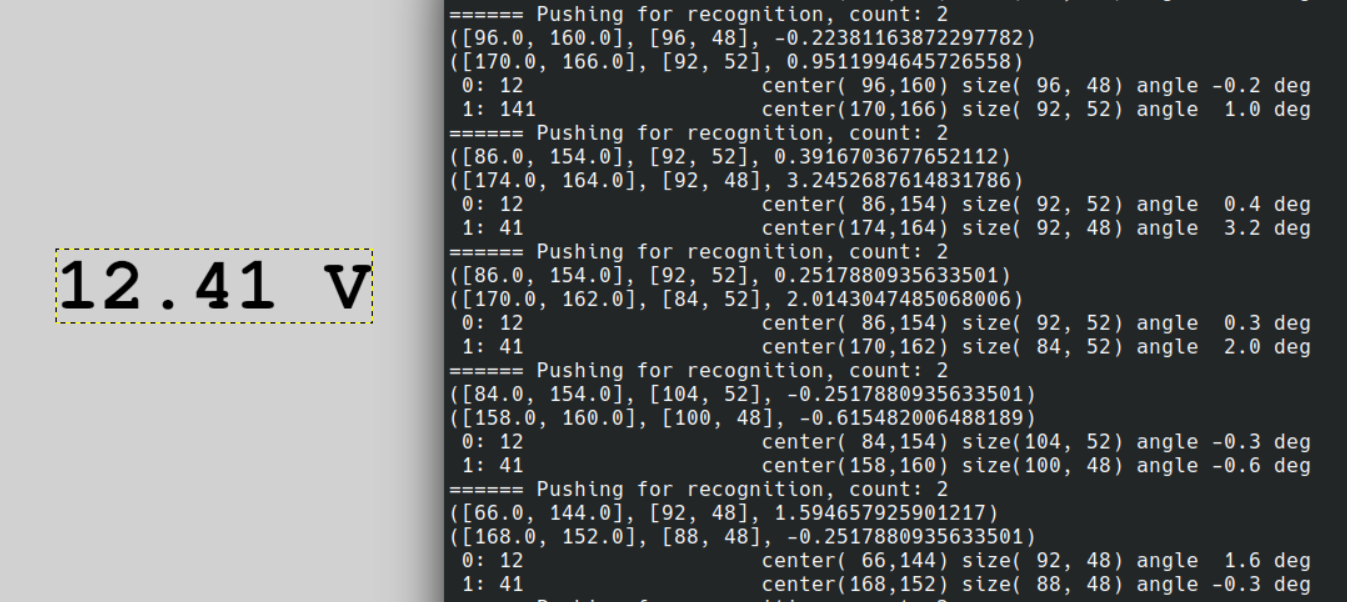 12.41 V
====== Pushing for recognition, count: 2
([96.0, 160.0], [96, 48], -0.22381163872297782)
([170.0, 166.0], [92, 52], 0.9511994645726558)
0: 12 center( 96,160) size( 96, 48) angle -0.2 deg
1: 141 center(170,166) size( 92, 52) angle 1.0 deg
====== Pushing for recognition, count: 2
([86.0, 154.0], [92, 52], 0.3916703677652112)
([174.0, 164.0], [92, 48], 3.2452687614831786)
0: 12 center( 86,154) size( 92, 52) angle 0.4 deg
1: 41 center(174,164) size( 92, 48) angle 3.2 deg
====== Pushing for recognition, count: 2
([86.0, 154.0], [92, 52], 0.2517880935633501)
([170.0, 162.0], [84, 52], 2.0143047485068006)
0: 12 center( 86,154) size( 92, 52) angle 0.3 deg
1: 41 center(170,162) size( 84, 52) angle 2.0 deg
====== Pushing for recognition, count: 2
([84.0, 154.0], [104, 52], -0.2517880935633501)
([158.0, 160.0], [100, 48], -0.615482006488189)
0: 12 center( 84,154) size(104, 52) angle -0.3 deg
1: 41 center(158,160) size(100, 48) angle -0.6 deg
====== Pushing for recognition, count: 2
([66.0, 144.0], [92, 48], 1.594657925901217)
([168.0, 152.0], [88, 48], -0.2517880935633501)
0: 12 center( 66,144) size( 92, 48) angle 1.6 deg
1: 41 center(168,152) size( 88, 48) angle -0.3 deg